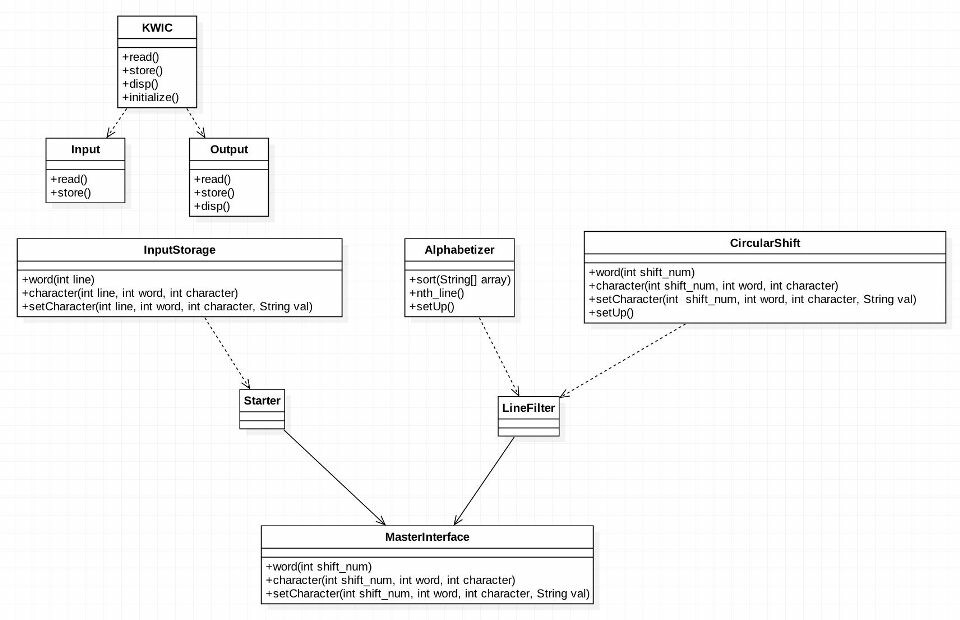 KWIC
+read()
+store()
+disp()
+initialize()
Input
+read()
+store()
Output
+read()
+store()
+disp()
InputStorage
+word(int line)
+character(int line, int word, int character)
+setCharacter(int line, int word, int character, String val)
Alphabetizer
+sort(String[] array)
+nth_line()
+setUp()
CircularShift
+word(int shift_num)
+character(int shift_num, int word, int character)
+setCharacter(int shift_num, int word, int character, String val)
+setUp()
Starter
LineFilter
MasterInterface
+word(int shift_num)
+character(int shift_num, int word, int character)
+setCharacter(int shift_num, int word, int character, String val)